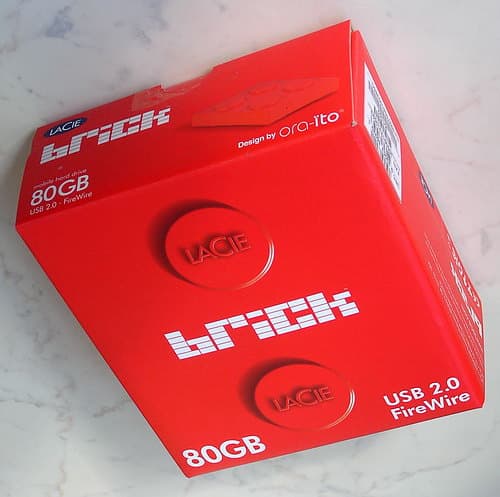 LACIE
brick
mobile hard drive
80GB
USB 2.0 - FireWire
Design by ora-ïto
LACIE
brick
LACIE
80GB
USB 2.0
FireWire